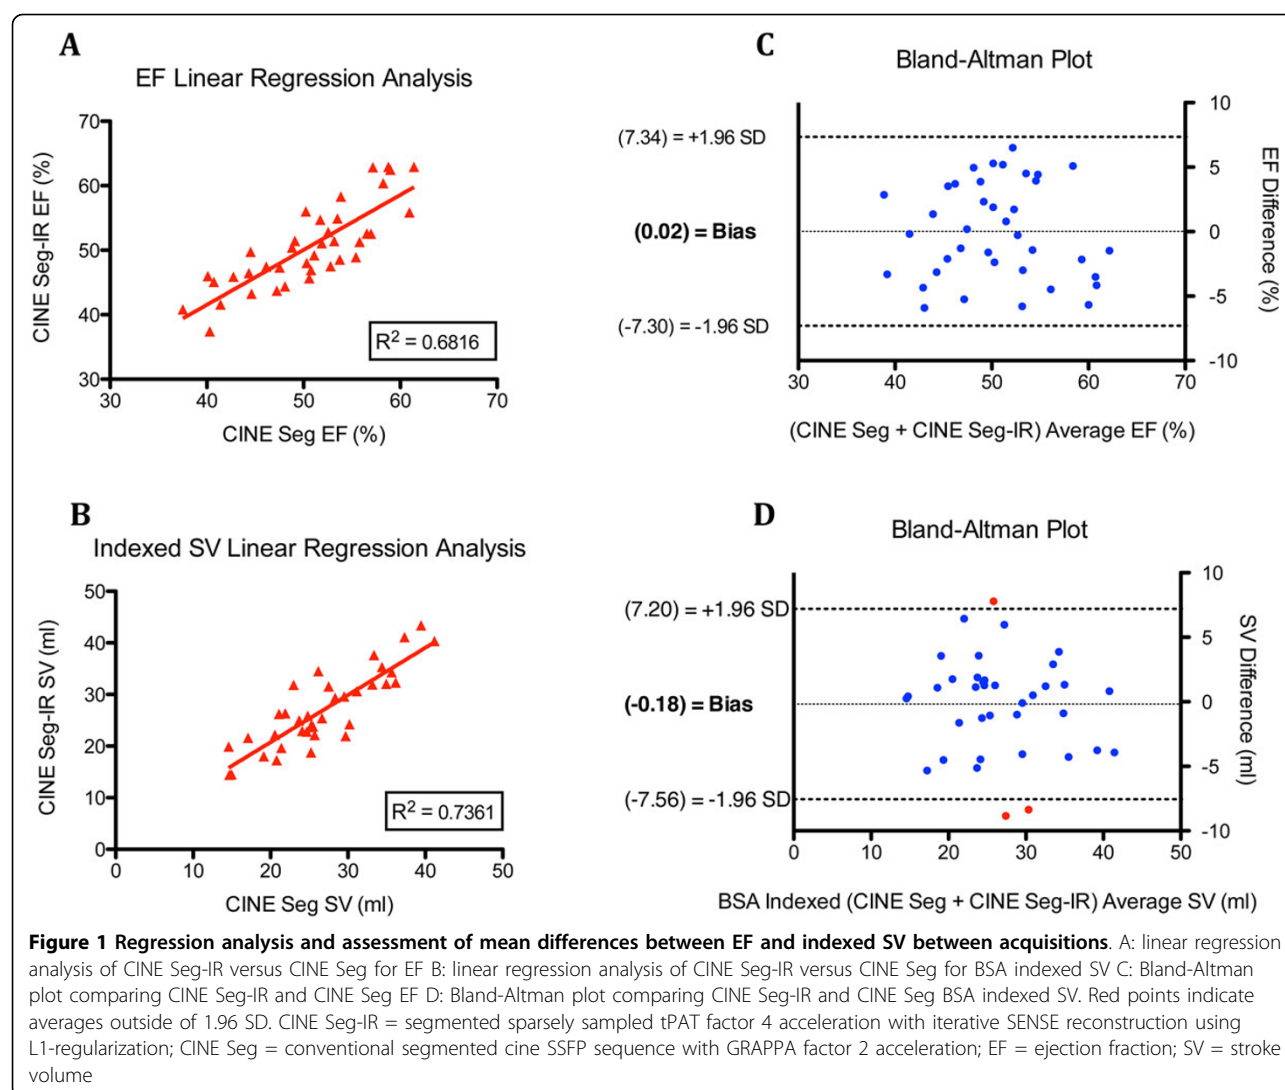 A
EF Linear Regression Analysis
CINE Seg-IR EF (%)
70
60
50
40
30
R2 = 0.6816
30 40 50 60 70
CINE Seg EF (%)
C
Bland-Altman Plot
(7.34) = +1.96 SD
(0.02) = Bias
(-7.30) = -1.96 SD
10
5
0
-5
-10
EF Difference (%)
30 40 50 60 70
(CINE Seg + CINE Seg-IR) Average EF (%)
B
Indexed SV Linear Regression Analysis
CINE Seg-IR SV (ml)
50
40
30
20
10
0
R2 = 0.7361
0 10 20 30 40 50
CINE Seg SV (ml)
D
Bland-Altman Plot
(7.20) = +1.96 SD
(-0.18) = Bias
(-7.56) = -1.96 SD
10
5
0
-5
-10
SV Difference (ml)
0 10 20 30 40 50
BSA Indexed (CINE Seg + CINE Seg-IR) Average SV (ml)
Figure 1 Regression analysis and assessment of mean differences between EF and indexed SV between acquisitions. A: linear regression
analysis of CINE Seg-IR versus CINE Seg for EF B: linear regression analysis of CINE Seg-IR versus CINE Seg for BSA indexed SV C: Bland-Altman
plot comparing CINE Seg-IR and CINE Seg EF D: Bland-Altman plot comparing CINE Seg-IR and CINE Seg BSA indexed SV. Red points indicate
averages outside of 1.96 SD. CINE Seg-IR = segmented sparsely sampled tPAT factor 4 acceleration with iterative SENSE reconstruction using
L1-regularization; CINE Seg = conventional segmented cine SSFP sequence with GRAPPA factor 2 acceleration; EF = ejection fraction; SV = stroke
volume